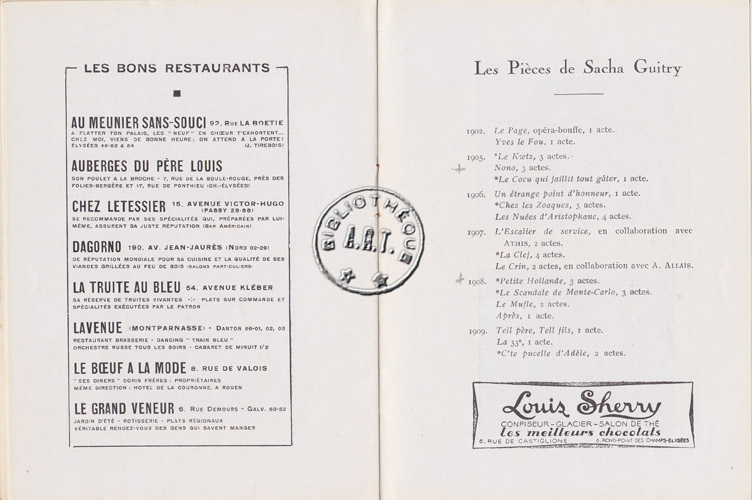 LES BONS RESTAURANTS
AU MEUNIER SANS-SOUCI 92, RUE LA BOETIE
A FLATTER TON PALAIS, LES "NEUF" EN CHŒUR T'EXHORTENT...
CHEZ MOI, VIENS DE BONNE HEURE; ON ATTEND A LA PORTE!
ÉLYSÉES 46-83 & 84 (J. TIREBOIS)
AUBERGES DU PÈRE LOUIS
SON POULET A LA BROCHE - 7, RUE DE LA BOULE-ROUGE, PRÈS DES
FOLIES-BERGÈRE ET 17, RUE DE PONTHIEU (CH.-ELYSÉES)
CHEZ LETESSIER 15, AVENUE VICTOR-HUGO
(PASSY 25-88)
SE RECOMMANDE PAR SES SPÉCIALITÉS QUI, PRÉPARÉES PAR LUI-
MÊME, ASSURENT SA JUSTE RÉPUTATION (BAR AMÉRICAIN)
DAGORNO 190, AV. JEAN-JAURÈS (NORD 02-29)
DE RÉPUTATION MONDIALE POUR SA CUISINE ET LA QUALITÉ DE SES
VIANDES GRILLÉES AU FEU DE BOIS (SALONS PARTICULIERS)
LA TRUITE AU BLEU 54, AVENUE KLÉBER
SA RÉSERVE DE TRUITES VIVANTES -:- PLATS SUR COMMANDE ET
SPÉCIALITÉS EXÉCUTÉES PAR LE PATRON
LAVENUE (MONTPARNASSE) - DANTON 86-01, 02, 03
RESTAURANT BRASSERIE - DANCING "TRAIN BLEU"
ORCHESTRE RUSSE TOUS LES SOIRS - CABARET DE MINUIT 1/2
LE BŒUF A LA MODE 8, RUE DE VALOIS
"SES DINERS" DORIN FRÈRES: PROPRIÉTAIRES
MÊME DIRECTION: HOTEL DE LA COURONNE, A ROUEN
LE GRAND VENEUR 6, RUE DEMOURS - GALV. 63-52
JARDIN D'ÉTÉ - ROTISSERIE - PLATS RÉGIONAUX
VÉRITABLE RENDEZ-VOUS DES GENS QUI SAVENT MANGER
BIBLIOTHÈQUE
A.R.T.
Les Pièces de Sacha Guitry
1902. Le Page, opéra-bouffe, 1 acte.
Yves le Fou, 1 acte.
1905. *Le Kwtz, 3 actes.
Nono, 3 actes.
*Le Cocu qui faillit tout gâter, 1 acte.
1906. Un étrange point d'honneur, 1 acte.
*Chez les Zoaques, 3 actes.
Les Nuées d'Aristophane, 4 actes.
1907. L'Escalier de service, en collaboration avec
ATHIS, 2 actes.
*La Clef, 4 actes.
Le Crin, 2 actes, en collaboration avec A. ALLAIS.
1908. *Petite Hollande, 3 actes.
*Le Scandale de Monte-Carlo, 3 actes.
Le Mufle, 2 actes.
Après, 1 acte.
1909. Tell père, Tell fils, 1 acte.
La 33e, 1 acte.
*C'te pucelle d'Adèle, 2 actes.
Louis Sherry
CONFISEUR-GLACIER-SALON DE THÉ
les meilleurs chocolats
6, RUE DE CASTIGLIONE 6, ROND-POINT DES CHAMPS-ELYSÉES